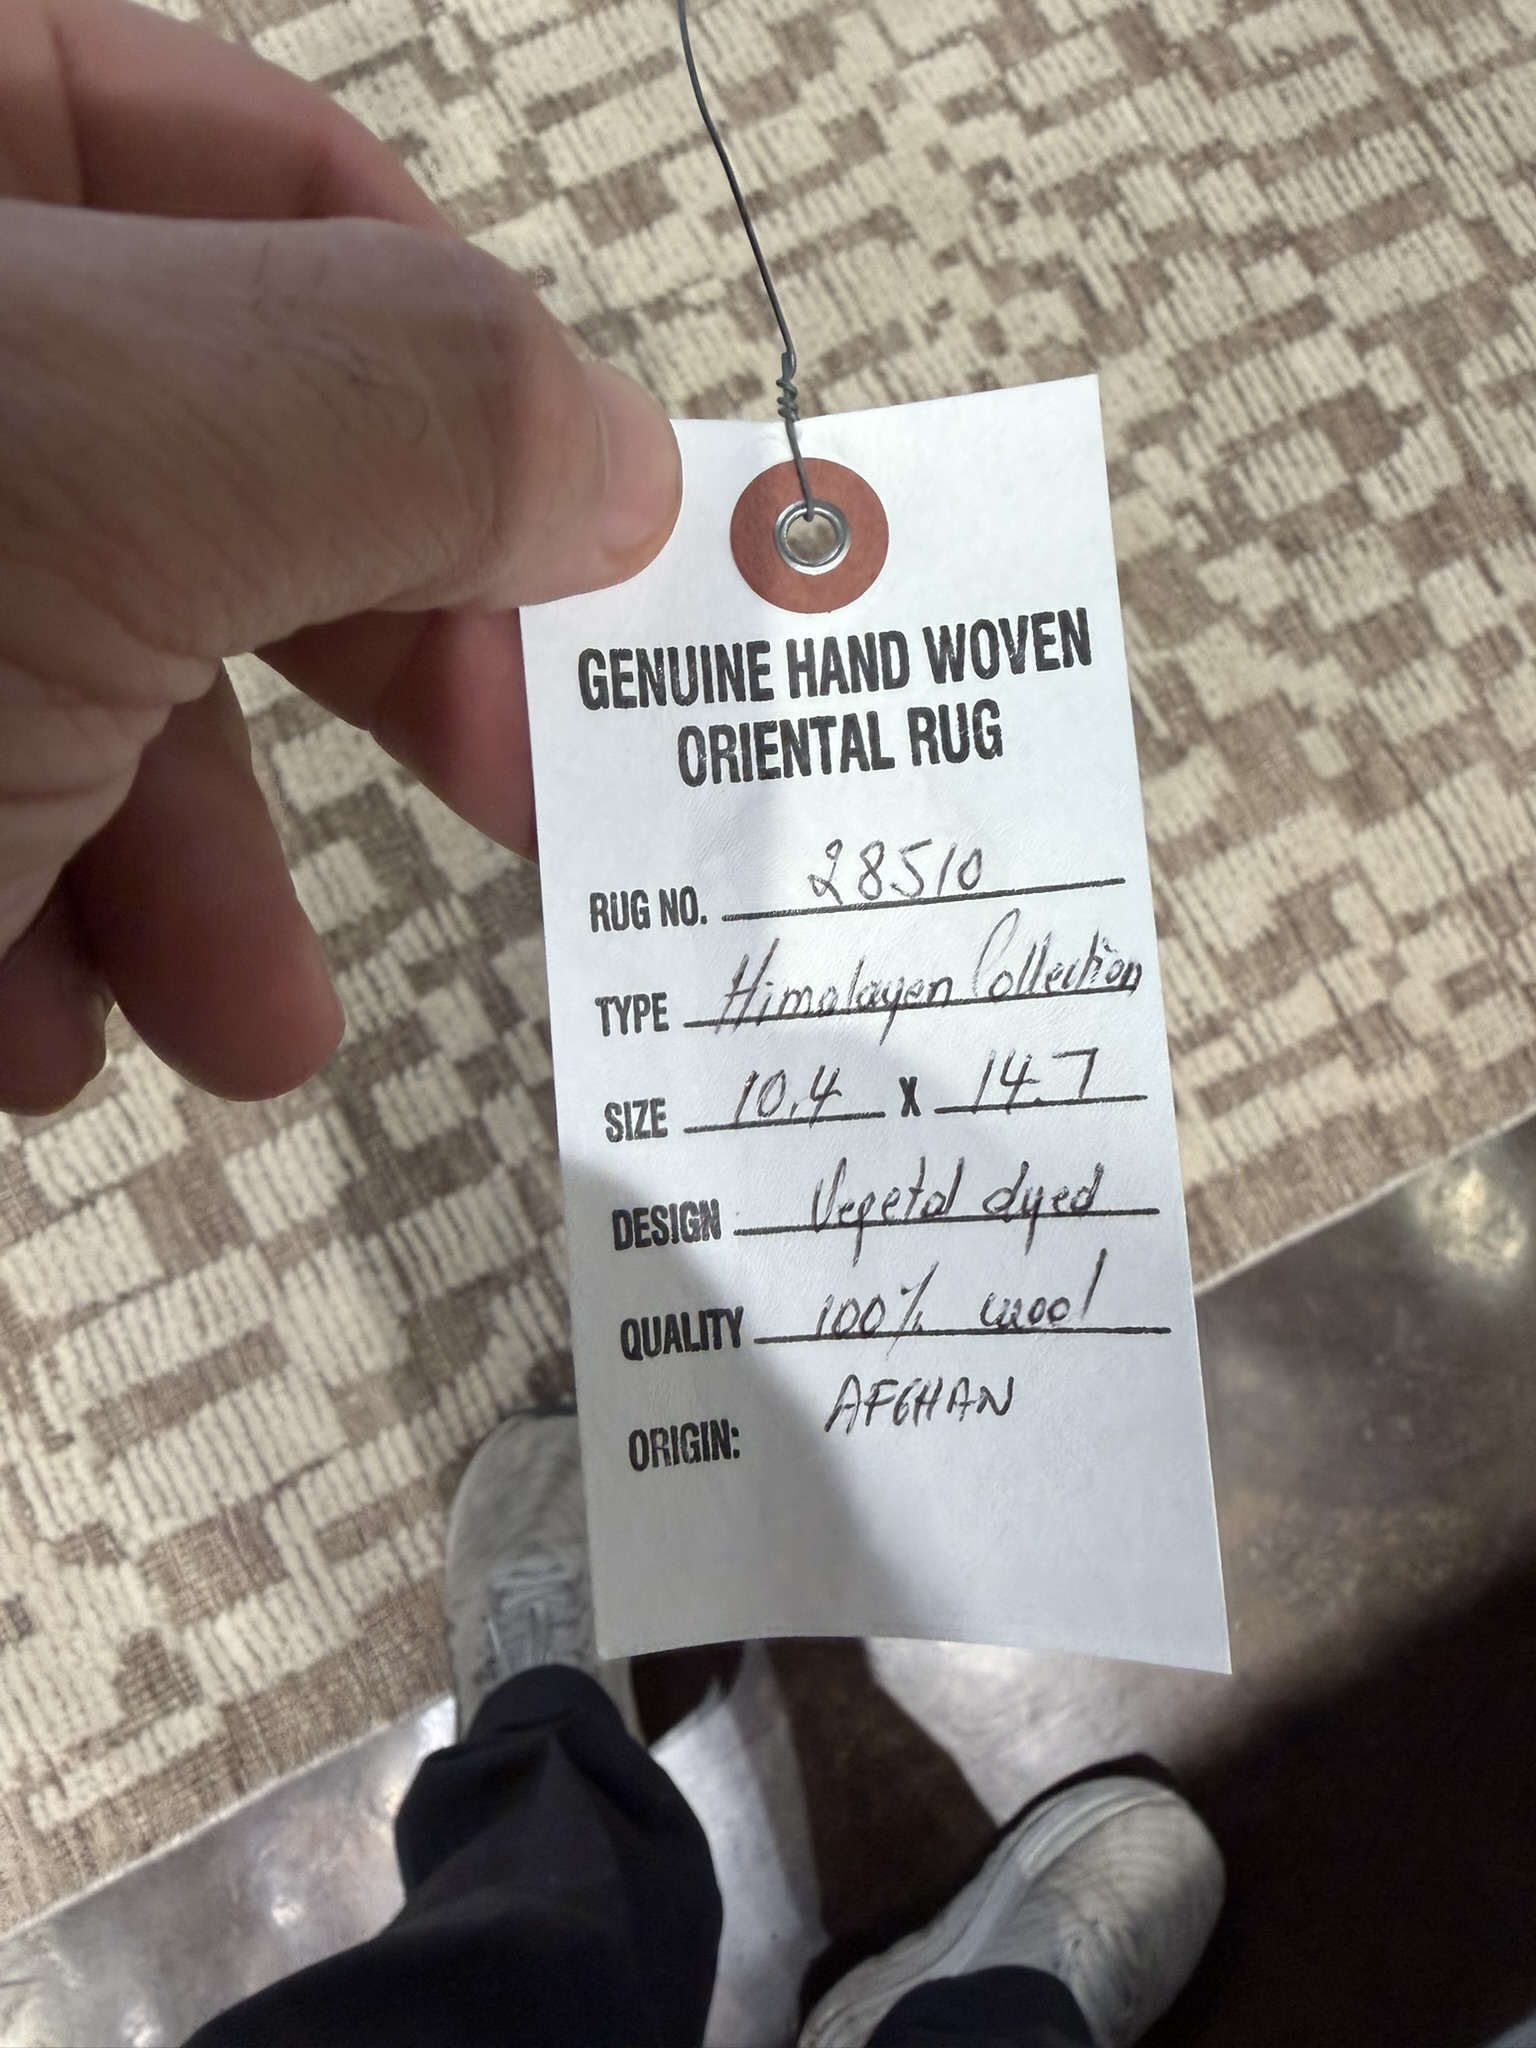 GENUINE HAND WOVEN
ORIENTAL RUG
RUG NO. 28510
TYPE Himalayen Collection
SIZE 10.4 X 14.7
DESIGN Vegetal dyed
QUALITY 100% wool
ORIGIN: AFGHAN